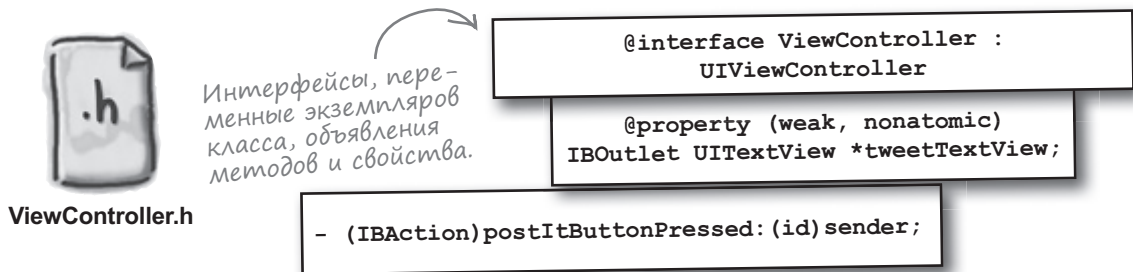 .h
ViewController.h
Интерфейсы, пере-
менные экземпляров
класса, объявления
методов и свойства.
@interface ViewController :
UIViewController
@property (weak, nonatomic)
IBOutlet UITextView *tweetTextView;
- (IBAction)postItButtonPressed:(id)sender;